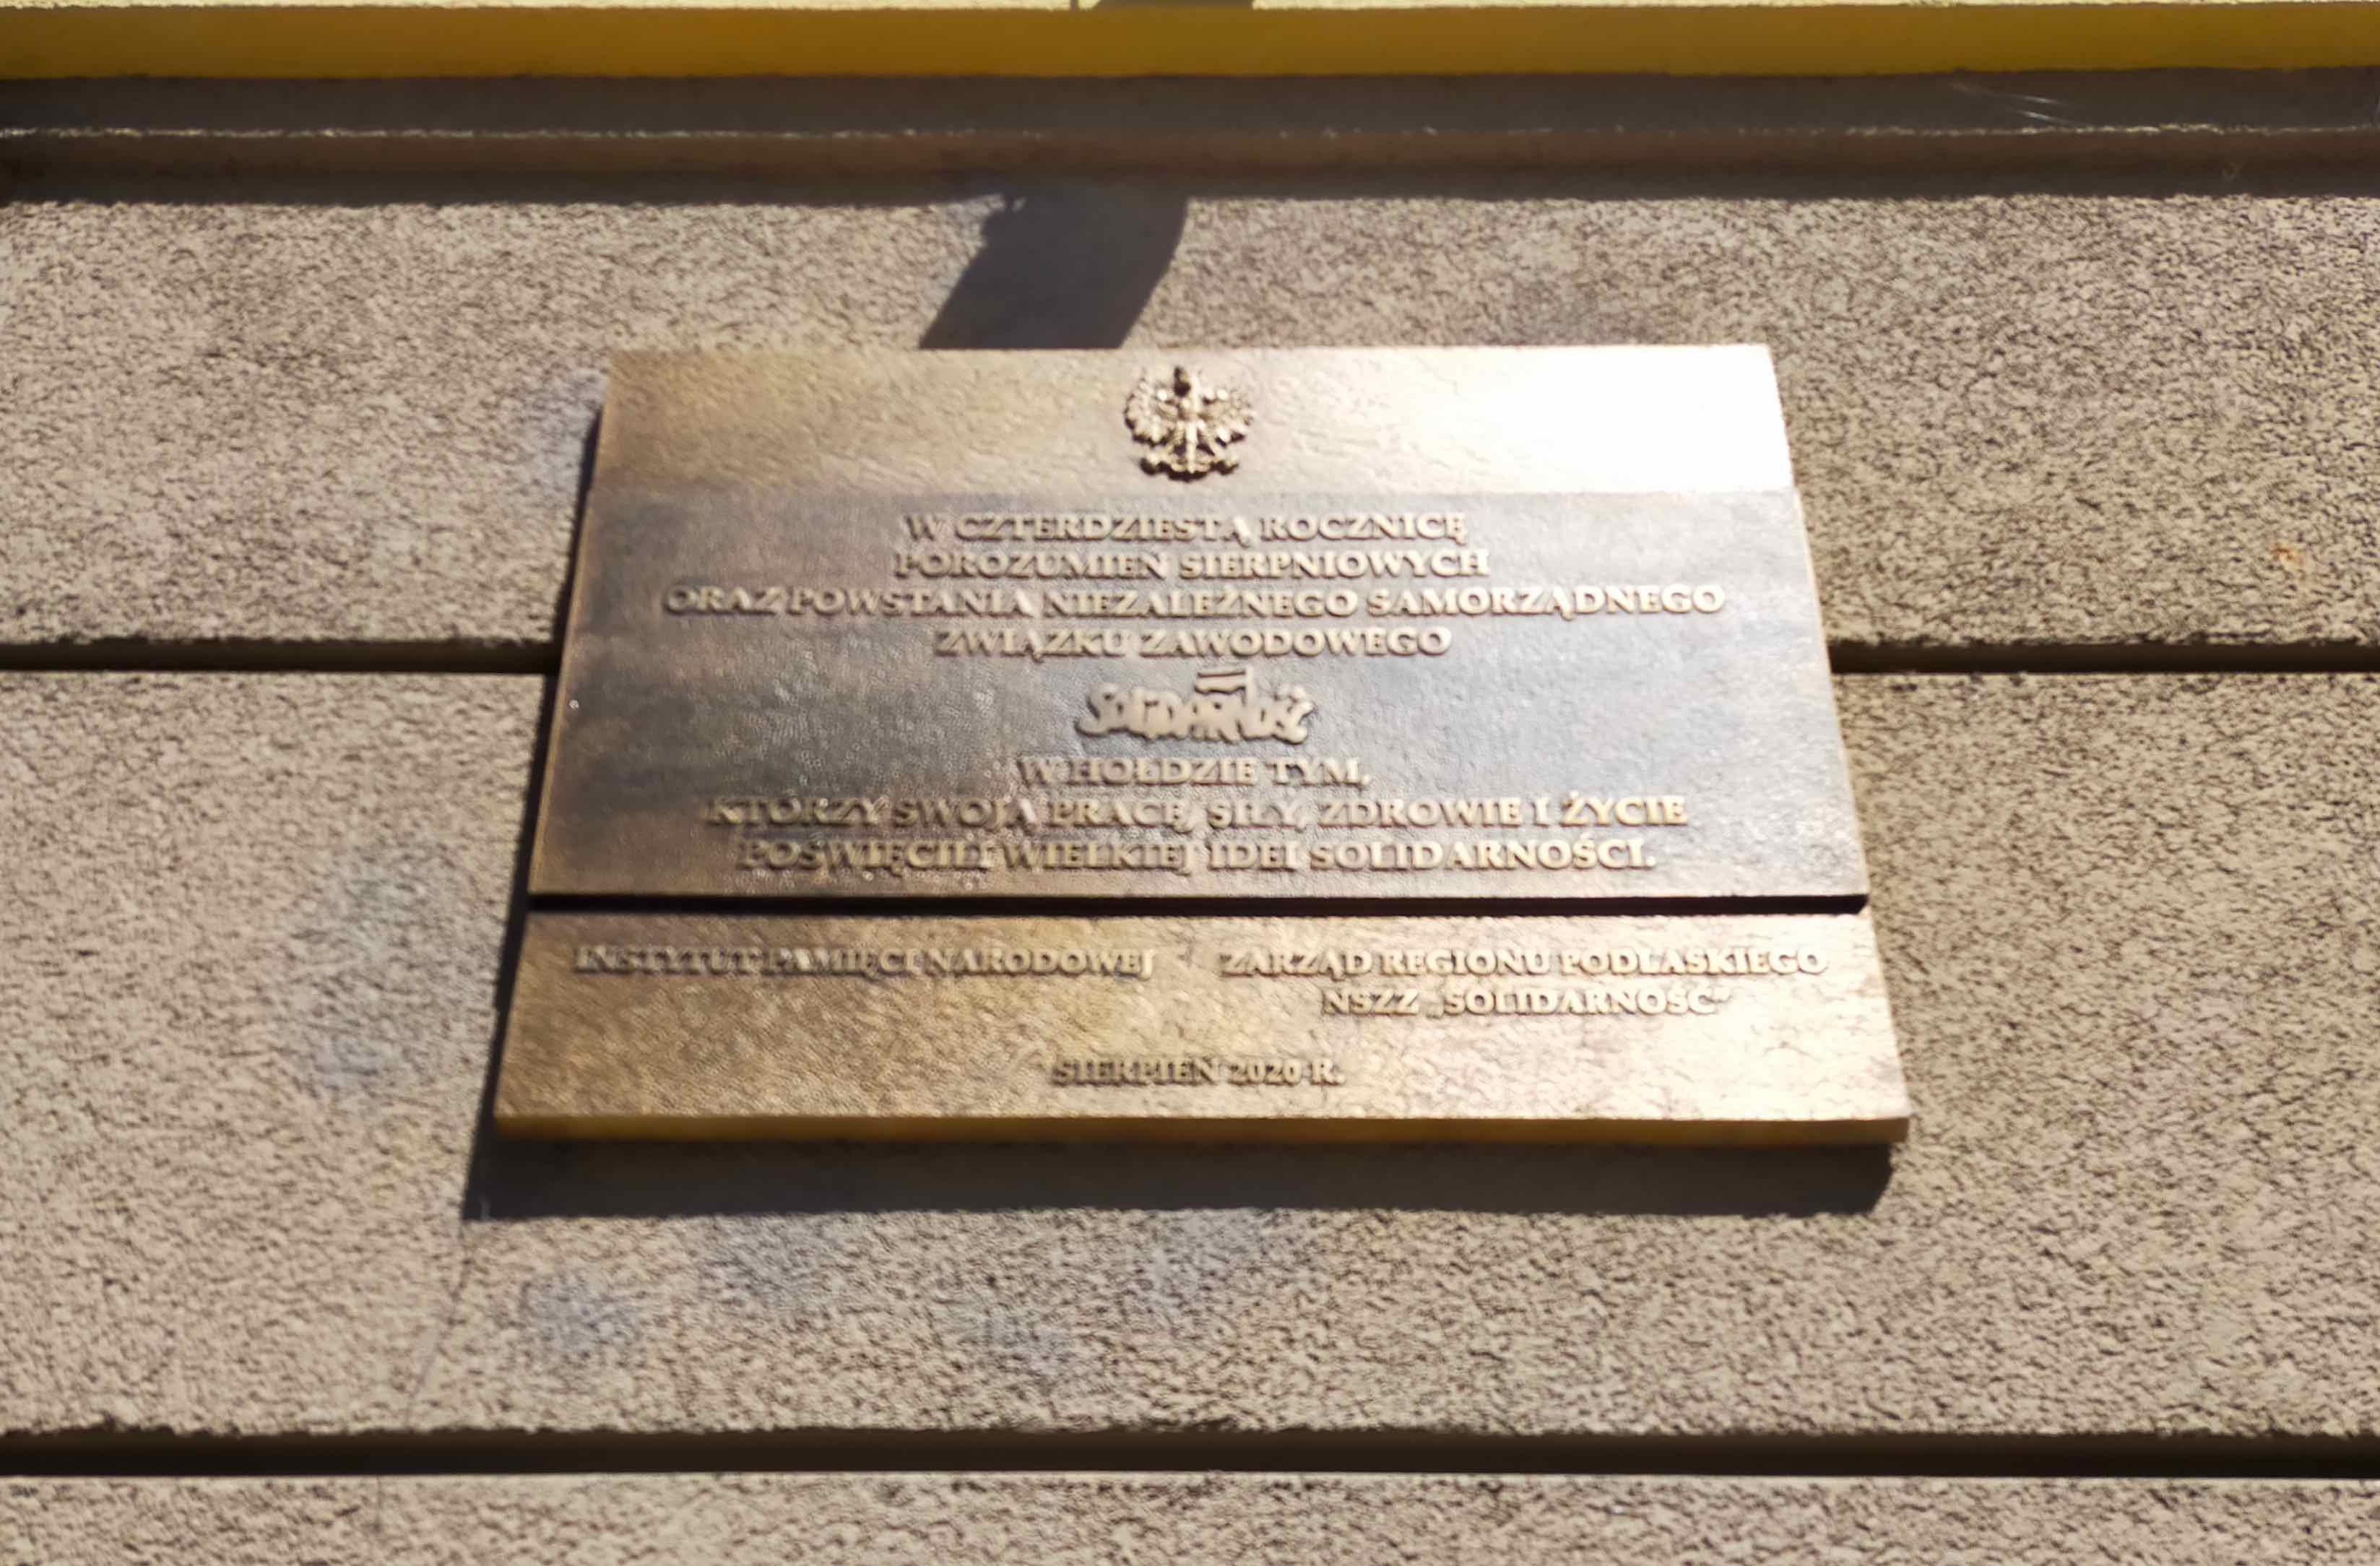 W CZTERDZIESTĄ ROCZNICĘ
POROZUMIEŃ SIERPNIOWYCH
ORAZ POWSTANIA NIEZALEŻNEGO SAMORZĄDNEGO
ZWIĄZKU ZAWODOWEGO
SOLIDARNOŚĆ
W HOŁDZIE TYM,
KTÓRZY SWOJĄ PRACĘ, SIŁY, ZDROWIE I ŻYCIE
POŚWIĘCILI WIELKIEJ IDEI SOLIDARNOŚCI.
INSTYTUT PAMIĘCI NARODOWEJ
ZARZĄD REGIONU PODLASKIEGO
NSZZ „SOLIDARNOŚĆ”
SIERPIEŃ 2020 R.